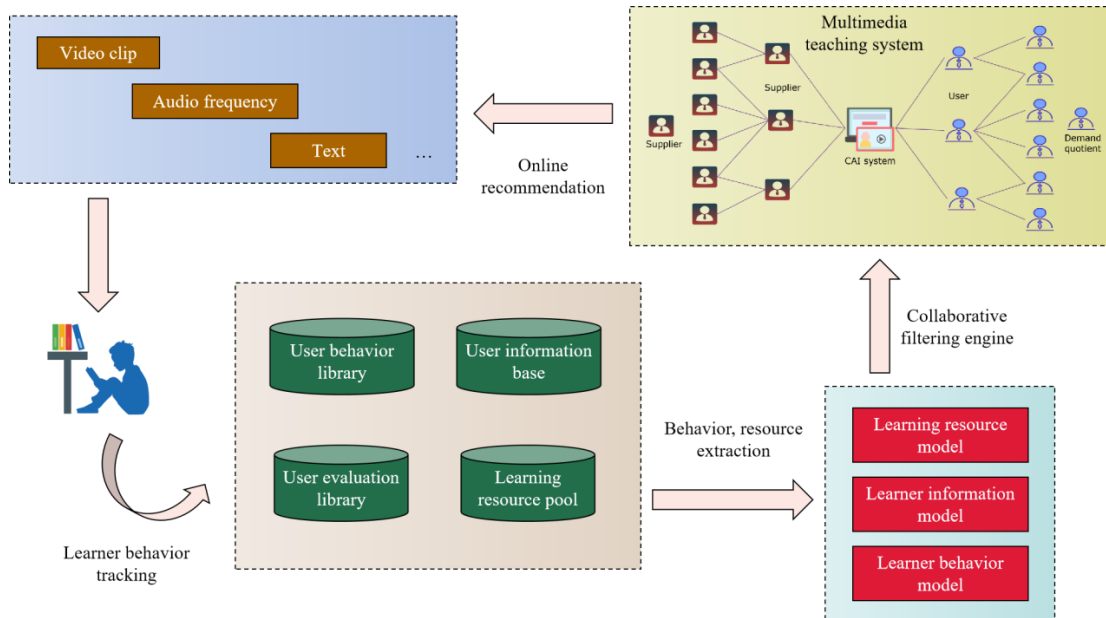 Video clip
Audio frequency
Text
...
Online
recommendation
Multimedia
teaching system
Supplier
Supplier
CAI system
User
Demand
quotient
User behavior
library
User information
base
User evaluation
library
Learning
resource pool
Learner behavior
tracking
Behavior, resource
extraction
Collaborative
filtering engine
Learning resource
model
Learner information
model
Learner behavior
model